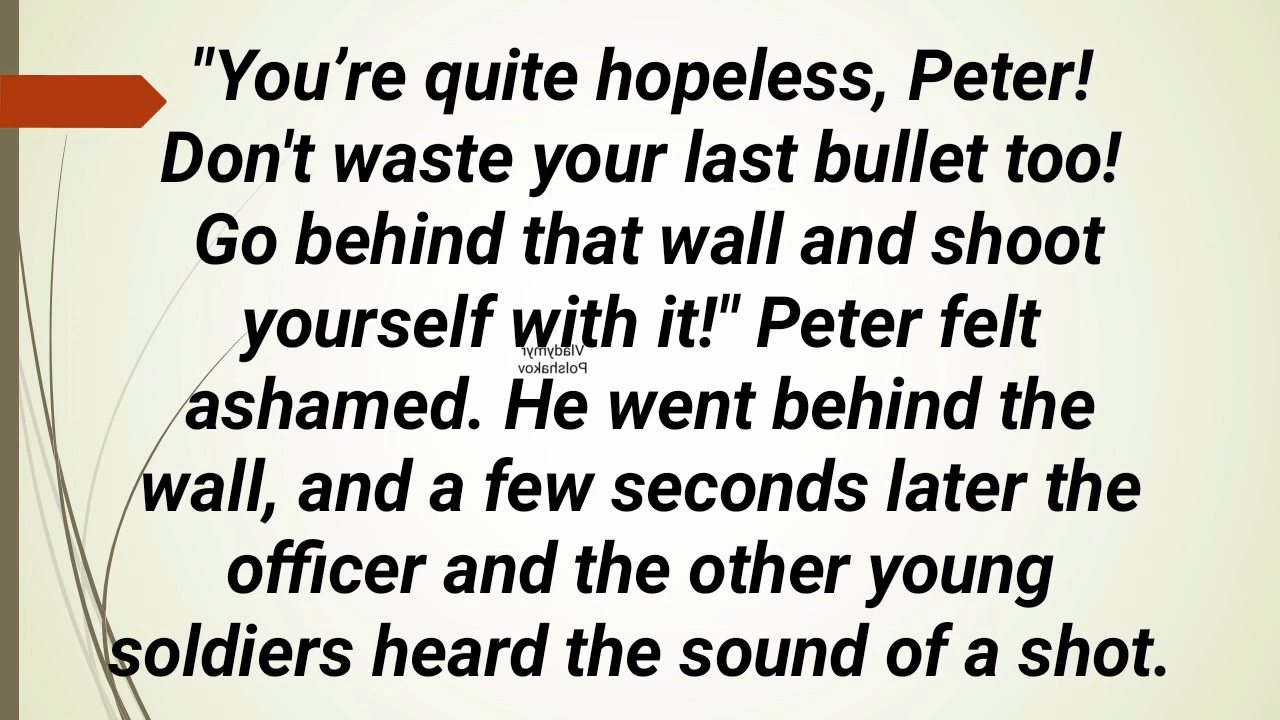 "You’re quite hopeless, Peter!
Don't waste your last bullet too!
Go behind that wall and shoot
yourself with it!" Peter felt
Vladymyr
Polshakov
ashamed. He went behind the
wall, and a few seconds later the
officer and the other young
soldiers heard the sound of a shot.